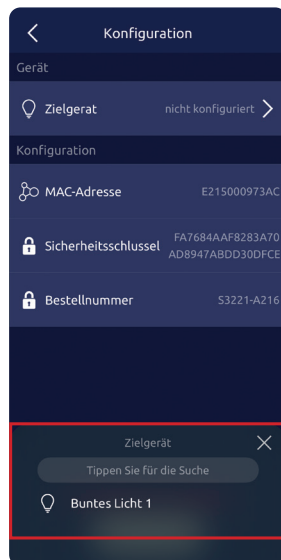 Konfiguration
Gerät
Zielgerat nicht konfiguriert
Konfiguration
MAC-Adresse E215000973AC
Sicherheitsschlussel FA7684AAF8283A70
AD8947ABDD30DFCE
Bestellnummer S3221-A216
Zielgerät
Tippen Sie für die Suche
Buntes Licht 1